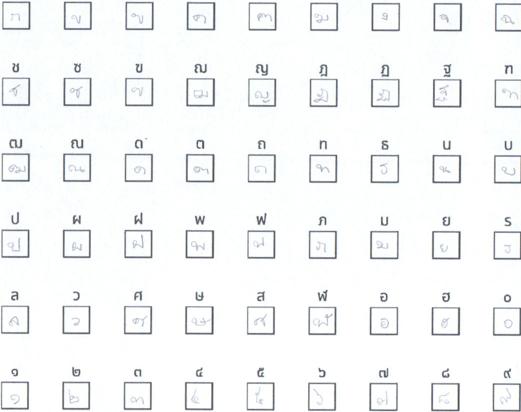 ก ข ฃ ค ฅ ฆ ง จ ฉ
ช ซ ฃ ฌ ญ ฎ ฏ ฐ ฑ
ช ซ ฃ ฌ ญ ฎ ฏ ฐ ฑ
ฒ ณ ด ต ถ ท ธ น บ
ฒ ณ ด ต ถ ท ธ น บ
ป ผ ฝ พ ฟ ภ ม ย ร
ป ผ ฝ พ ฟ ภ ม ย ร
ล ว ศ ษ ส ฬ อ ฮ ๐
ล ว ศ ษ ส ฬ อ ฮ ๐
๑ ๒ ๓ ๔ ๕ ๖ ๗ ๘ ๙
๑ ๒ ๓ ๔ ๕ ๖ ๗ ๘ ๙